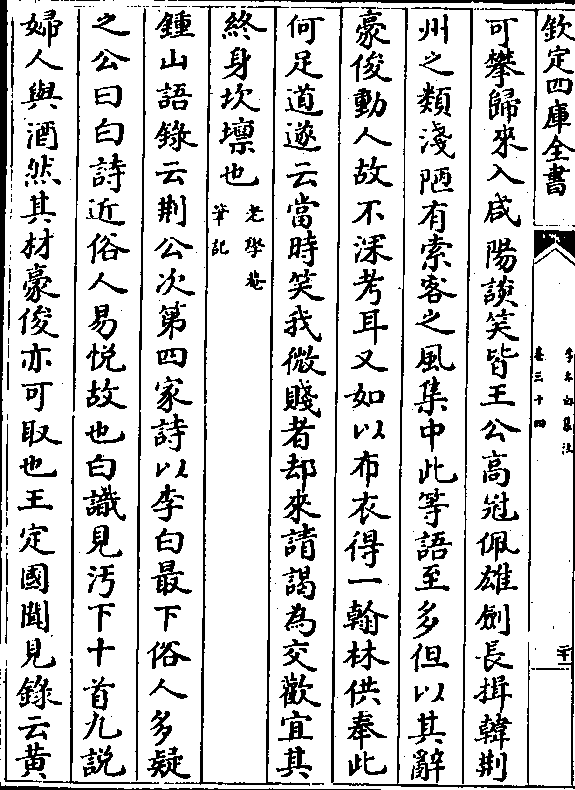 欽定四庫全書
李太白集注
卷三十四
可攀歸來入咸陽談笑皆王公高冠佩雄劍長揖韓荆
州之類淺陋有索客之風集中此等語至多但以其辭
豪俊動人故不深考耳又如以布衣得一翰林供奉此
何足道遂云當時笑我微賤者却來請謁為交歡宜其
終身坎壈也老學菴
筆記
鍾山語錄云荆公次第四家詩以李白最下俗人多疑
之公曰白詩近俗人易悦故也白識見汚下十首九説
婦人與酒然其材豪俊亦可取也王定國聞見錄云黄